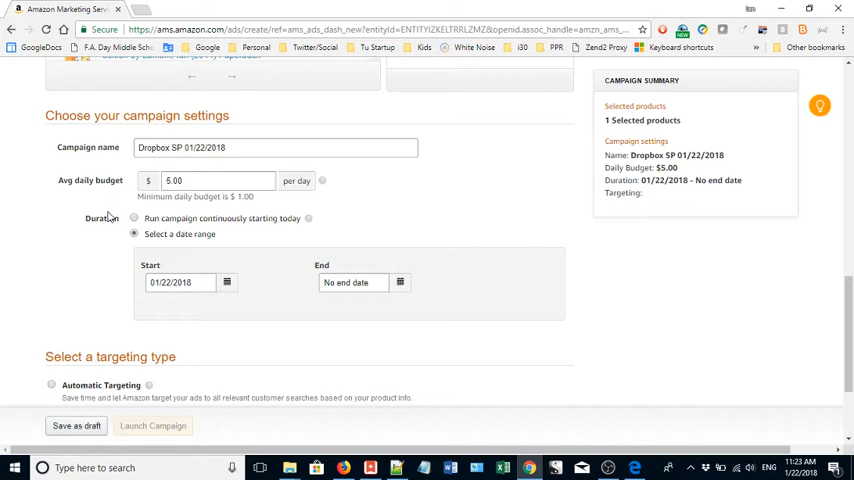 Amazon Marketing Servi
Secure
https://ams.amazon.com/ads/create/ref=ams_ads_dash_new?entityId=ENTITYIZKELTRRLZMZ&openid.assoc_handle=amzn_ams_...
GoogleDocs
F.A. Day Middle Scho
Google
Personal
Twitter/Social
Tu Startup
Kids
White Noise
i30
PPR
Zend2 Prowix
Keyboard shortcuts
»
Other bookmarks
CAMPAIGN SUMMARY
Selected products
1 Selected products
Campaign settings
Name: Dropbox SP 01/22/2018
Daily Budget: $5.00
Duration: 01/22/2018 - No end date
Targeting:
Choose your campaign settings
Campaign name
Dropbox SP 01/22/2018
Avg daily budget
$
5.00
per day
Minimum daily budget is $ 1.00
Duration
Run campaign continuously starting today
Select a date range
Start
End
01/22/2018
No end date
Select a targeting type
Automatic Targeting
Save time and let Amazon target your ads to all relevant customer searches based on your product info.
Save as draft
Launch Campaign
Type here to search
ENG
11:23 AM
1/22/2018